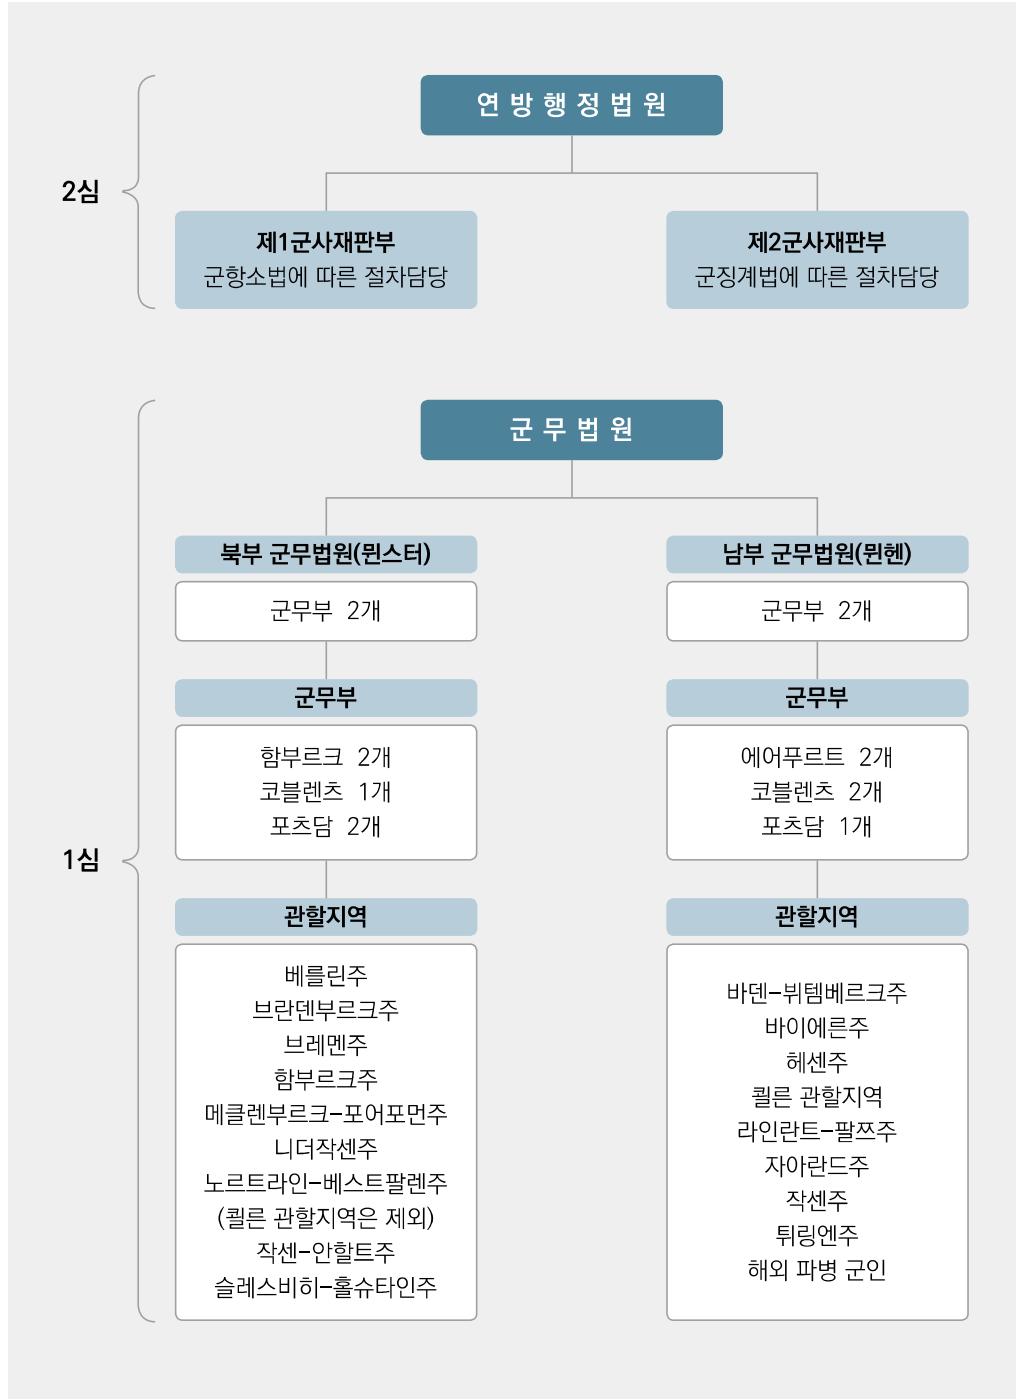 연방행정법원
2심
제1군사재판부
군항소법에 따른 절차담당
제2군사재판부
군징계법에 따른 절차담당
1심
군무법원
북부 군무법원(뮌스터)
군무부 2개
군무부
함부르크 2개
코블렌츠 1개
포츠담 2개
관할지역
베를린주
브란덴부르크주
브레멘주
함부르크주
메클렌부르크-포어포먼주
니더작센주
노르트라인-베스트팔렌주
(쾰른 관할지역은 제외)
작센-안할트주
슬레스비히-홀슈타인주
남부 군무법원(뮌헨)
군무부 2개
군무부
에어푸르트 2개
코블렌츠 2개
포츠담 1개
관할지역
바덴-뷔템베르크주
바이에른주
헤센주
쾰른 관할지역
라인란트-팔쯔주
자아란드주
작센주
튀링엔주
해외 파병 군인